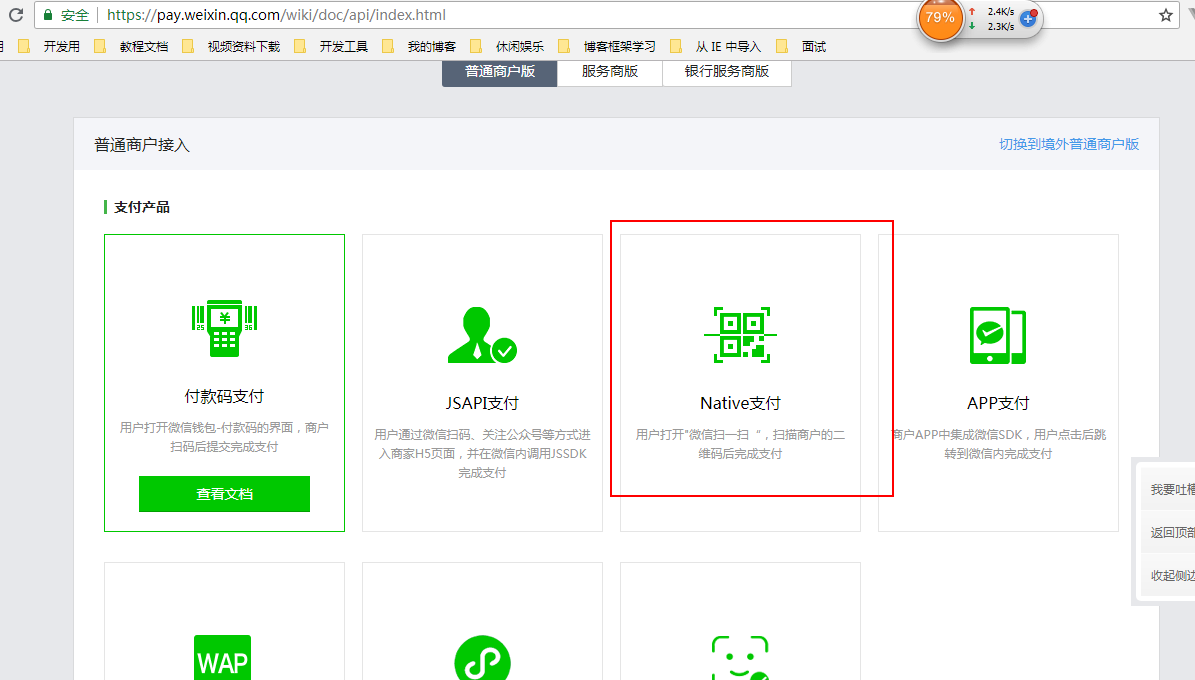 安全 https://pay.weixin.qq.com/wiki/doc/api/index.html
79% 2.4K/s
2.3K/s
开发用 教程文档 视频资料下载 开发工具 我的博客 休闲娱乐 博客框架学习 从 IE 中导入 面试
普通商户版 服务商版 银行服务商版
普通商户接入 切换到境外普通商户版
支付产品
付款码支付
用户打开微信钱包-付款码的界面，商户
扫码后提交完成支付
查看文档
JSAPI支付
用户通过微信扫码、关注公众号等方式进
入商家H5页面，并在微信内调用JSSDK
完成支付
Native支付
用户打开"微信扫一扫“，扫描商户的二
维码后完成支付
APP支付
商户APP中集成微信SDK，用户点击后跳
转到微信内完成支付
我要吐槽
返回顶部
收起侧边
WAP